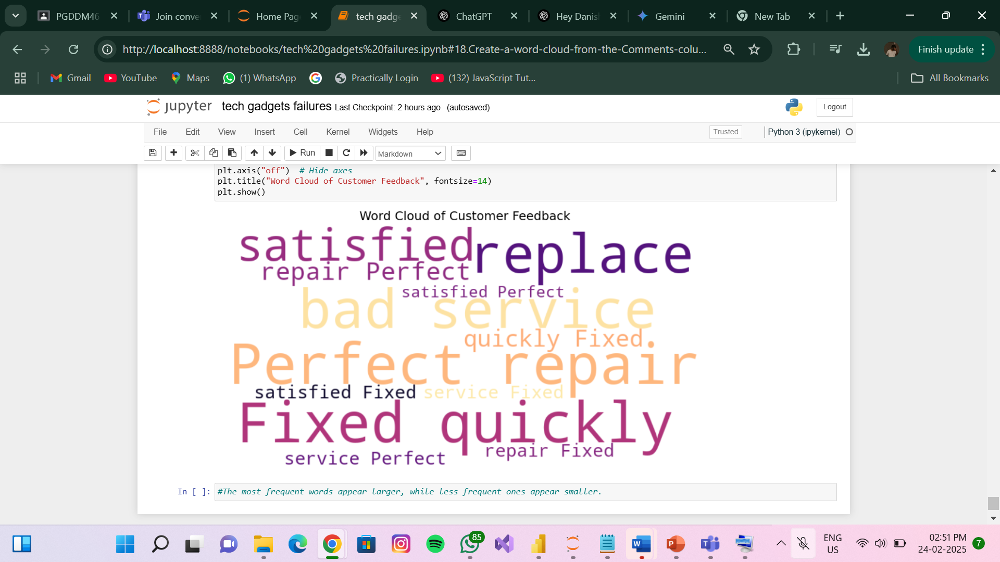 PGDDM46
Join conve
Home Pag
tech gadge
ChatGPT
Hey Danis
Gemini
New Tab
http://localhost:8888/notebooks/tech%20gadgets%20failures.ipynb#18.Create-a-word-cloud-from-the-Comments-colu...
Finish update
Gmail
YouTube
Maps
(1) WhatsApp
Practically Login
(132) JavaScript Tut...
All Bookmarks
jupyter tech gadgets failures Last Checkpoint: 2 hours ago (autosaved)
Logout
File Edit View Insert Cell Kernel Widgets Help
Trusted
Python 3 (ipykernel)
Run
Markdown
plt.axis("off") # Hide axes
plt.title("Word Cloud of Customer Feedback", fontsize=14)
plt.show()
Word Cloud of Customer Feedback
satisfied
replace
repair Perfect
satisfied Perfect
bad service
quickly Fixed
Perfect repair
satisfied Fixed
service Fixed
Fixed quickly
repair Fixed
service Perfect
In [ ]: #The most frequent words appear larger, while less frequent ones appear smaller.
85
ENG
US
02:51 PM
24-02-2025
7